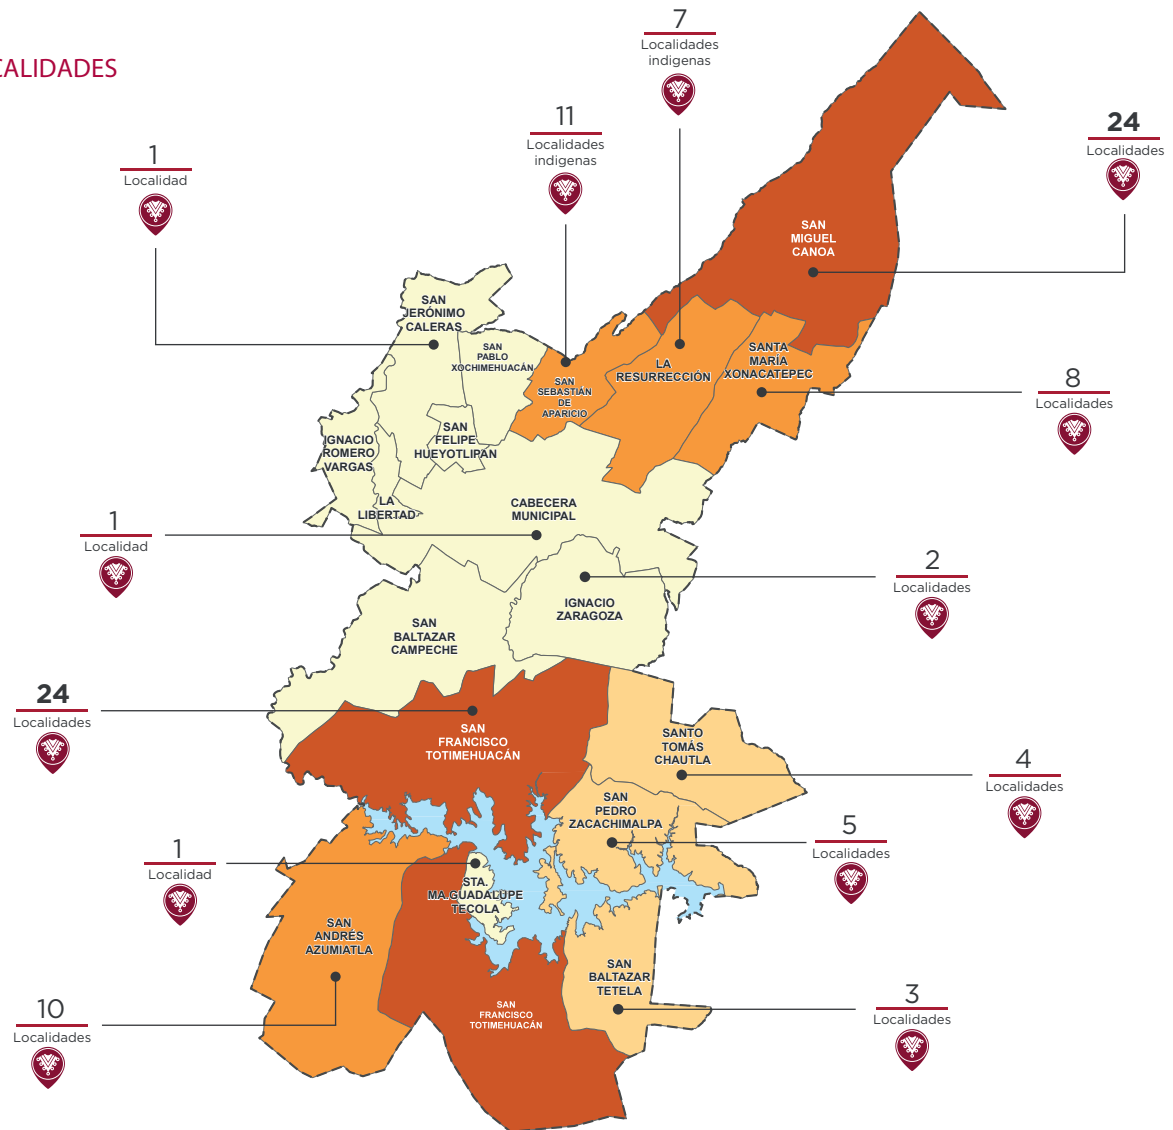 CALIDADES
7
Localidades
indigenas
11
Localidades
indigenas
24
Localidades
1
Localidad
SAN
MIGUEL
CANOA
SAN
JERÓNIMO
CALERAS
SAN
PABLO
XOCHIMEHUACÁN
SAN
SEBASTIÁN
DE
APARICIO
LA
RESURRECCIÓN
SANTA
MARÍA
XONACATEPEC
8
Localidades
IGNACIO
ROMERO
VARGAS
SAN
FELIPE
HUEYOTLIPAN
LA
LIBERTAD
CABECERA
MUNICIPAL
1
Localidad
2
Localidades
IGNACIO
ZARAGOZA
SAN
BALTAZAR
CAMPECHE
24
Localidades
SAN
FRANCISCO
TOTIMEHUACÁN
SANTO
TOMÁS
CHAUTLA
4
Localidades
SAN
PEDRO
ZACACHIMALPA
5
Localidades
1
Localidad
STA.
MA.GUADALUPE
TECOLA
SAN
ANDRÉS
AZUMIATLA
SAN
BALTAZAR
TETELA
10
Localidades
SAN
FRANCISCO
TOTIMEHUACÁN
3
Localidades